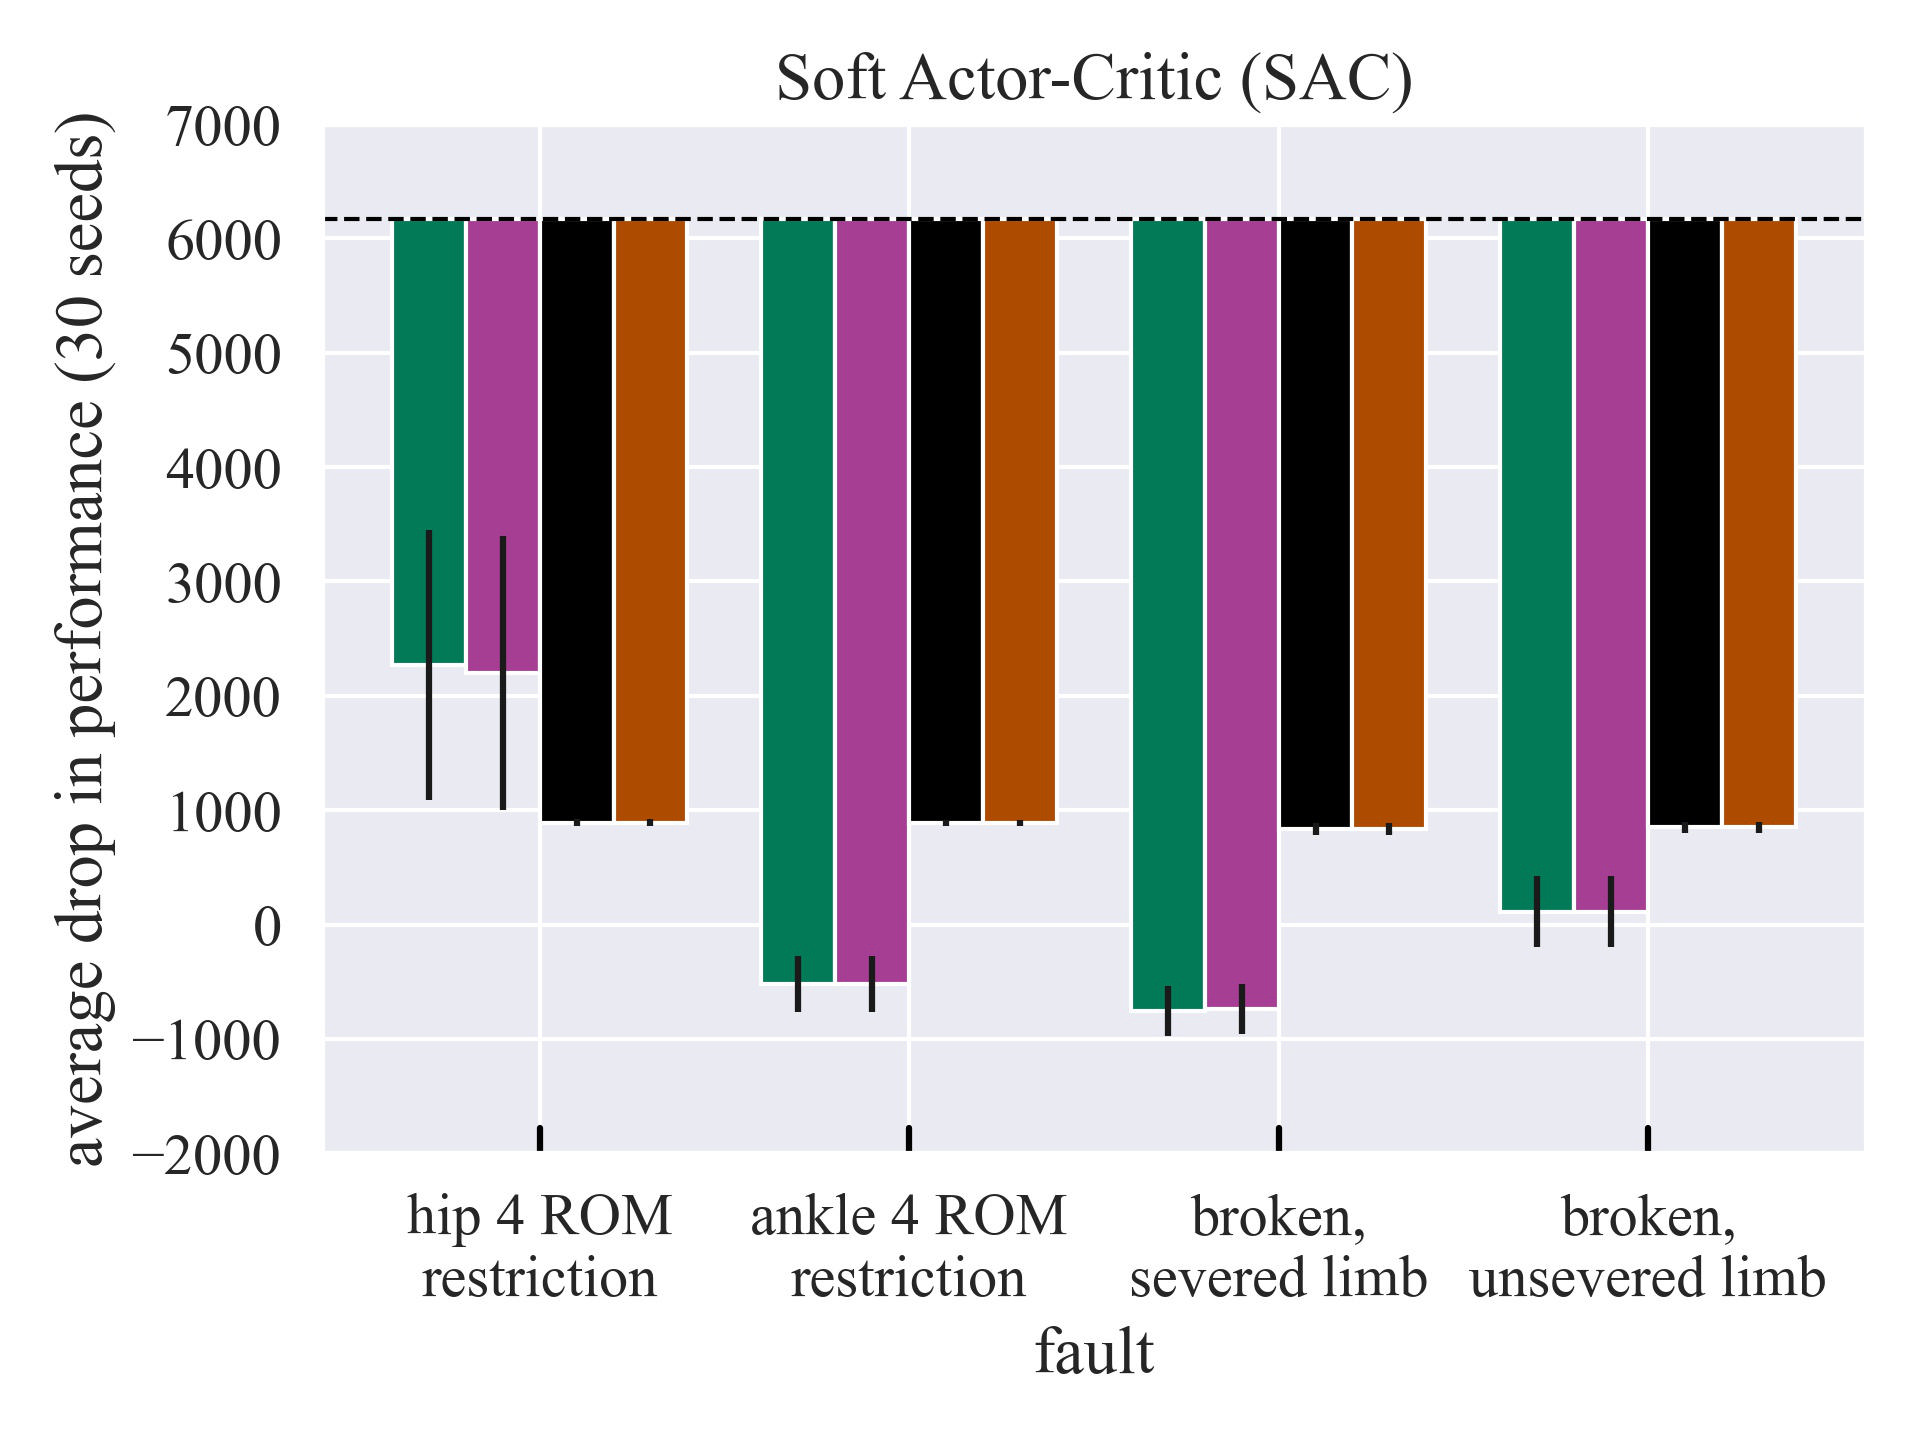 Soft Actor-Critic (SAC)
average drop in performance (30 seeds)
7000
6000
5000
4000
3000
2000
1000
0
−1000
−2000
hip 4 ROM
restriction
ankle 4 ROM
restriction
broken,
severed limb
broken,
unsevered limb
fault